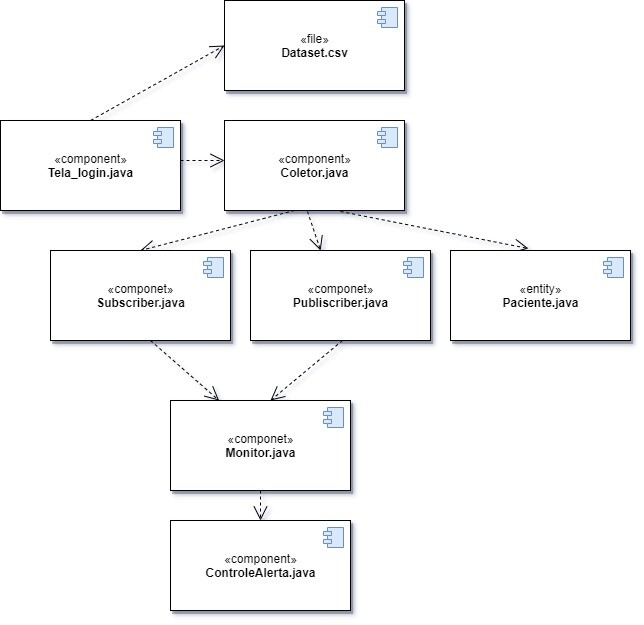 «file»
Dataset.csv
«component»
Tela_login.java
«component»
Coletor.java
«componet»
Subscriber.java
«componet»
Publiscriber.java
«entity»
Paciente.java
«componet»
Monitor.java
«component»
ControleAlerta.java